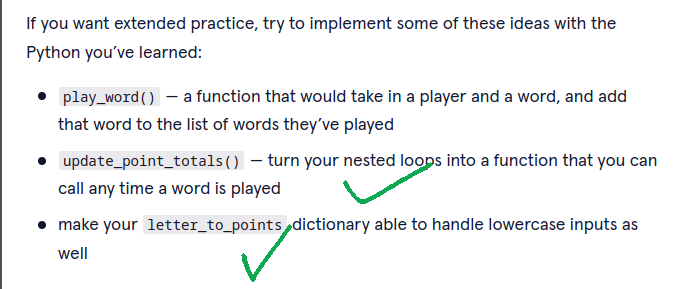 If you want extended practice, try to implement some of these ideas with the
Python you’ve learned:
● play_word() — a function that would take in a player and a word, and add
that word to the list of words they’ve played
● update_point_totals() — turn your nested loops into a function that you can
call any time a word is played
● make your letter_to_points dictionary able to handle lowercase inputs as
well